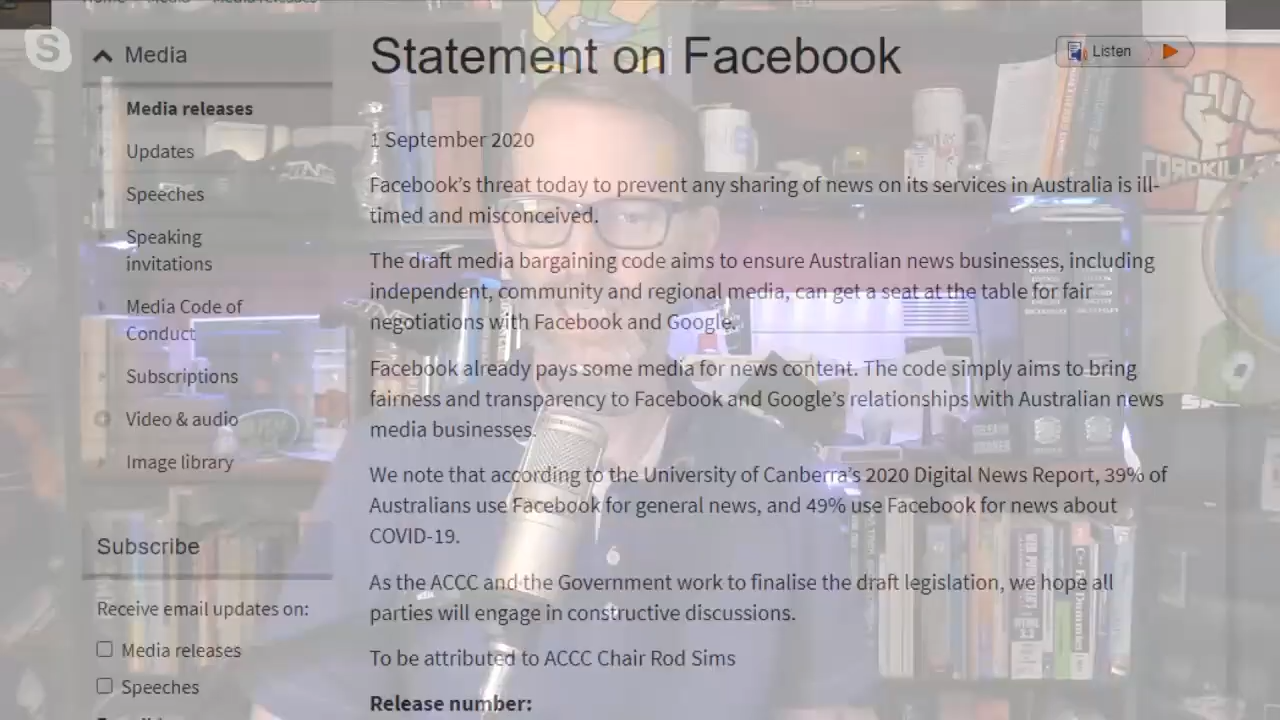 Home Media Media releases
Statement on Facebook
Listen
Media
Media releases
Updates
Speeches
Speaking
invitations
Media Code of
Conduct
Subscriptions
Video & audio
Image library
Subscribe
Receive email updates on:
Media releases
Speeches
1 September 2020
Facebook’s threat today to prevent any sharing of news on its services in Australia is ill-
timed and misconceived.
The draft media bargaining code aims to ensure Australian news businesses, including
independent, community and regional media, can get a seat at the table for fair
negotiations with Facebook and Google.
Facebook already pays some media for news content. The code simply aims to bring
fairness and transparency to Facebook and Google’s relationships with Australian news
media businesses.
We note that according to the University of Canberra’s 2020 Digital News Report, 39% of
Australians use Facebook for general news, and 49% use Facebook for news about
COVID-19.
As the ACCC and the Government work to finalise the draft legislation, we hope all
parties will engage in constructive discussions.
To be attributed to ACCC Chair Rod Sims
Release number: